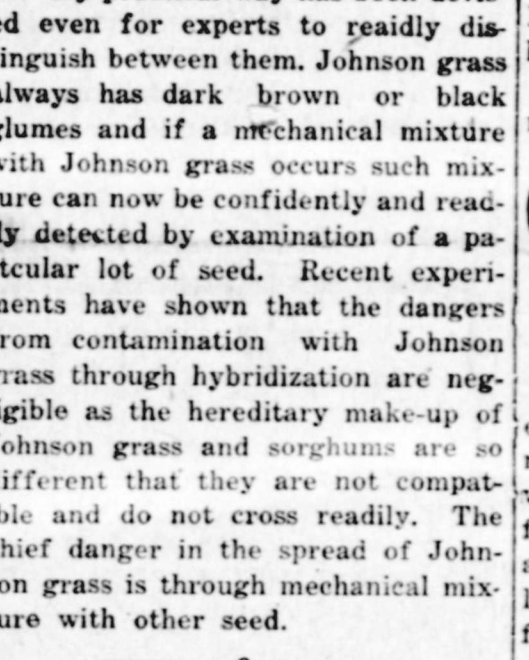 ed even for experts to reaidly dis-
inguish between them. Johnson grass
always has dark brown or black
glumes and if a mechanical mixture
with Johnson grass occurs such mix-
ure can now be confidently and read-
ly detected by examination of a pa-
tcular lot of seed. Recent experi-
ments have shown that the dangers
rom contamination with Johnson
rass through hybridization are neg-
igible as the hereditary make-up of
ohnson grass and sorghums are so
ifferent that they are not compat-
ble and do not cross readily. The
hief danger in the spread of John-
on grass is through mechanical mix-
ure with other seed.